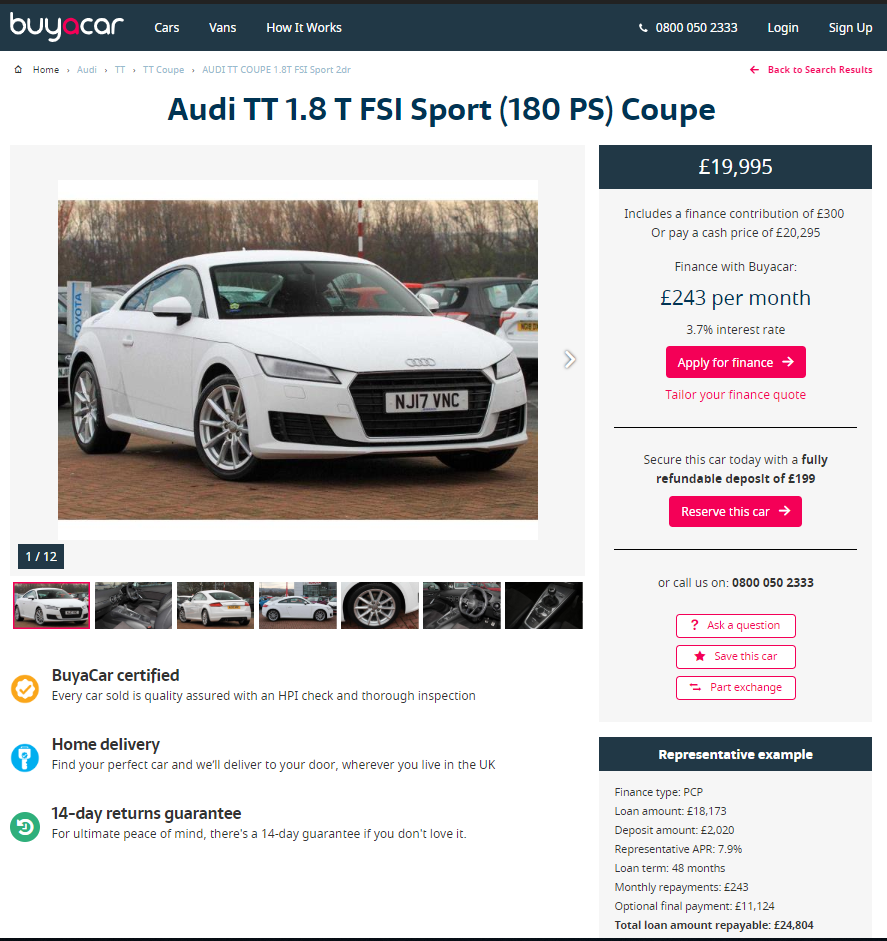 buyacar
Cars Vans How It Works
0800 050 2333 Login Sign Up
Home › Audi › TT › TT Coupe › AUDI TT COUPE 1.8T FSI Sport 2dr
Back to Search Results
Audi TT 1.8 T FSI Sport (180 PS) Coupe
TOYOTA
NJ17 VNC
1 / 12
BuyaCar certified
Every car sold is quality assured with an HPI check and thorough inspection
Home delivery
Find your perfect car and we'll deliver to your door, wherever you live in the UK
14-day returns guarantee
For ultimate peace of mind, there's a 14-day guarantee if you don't love it.
£19,995
Includes a finance contribution of £300
Or pay a cash price of £20,295
Finance with Buyacar:
£243 per month
3.7% interest rate
Apply for finance
Tailor your finance quote
Secure this car today with a fully
refundable deposit of £199
Reserve this car
or call us on: 0800 050 2333
? Ask a question
Save this car
Part exchange
Representative example
Finance type: PCP
Loan amount: £18,173
Deposit amount: £2,020
Representative APR: 7.9%
Loan term: 48 months
Monthly repayments: £243
Optional final payment: £11,124
Total loan amount repayable: £24,804